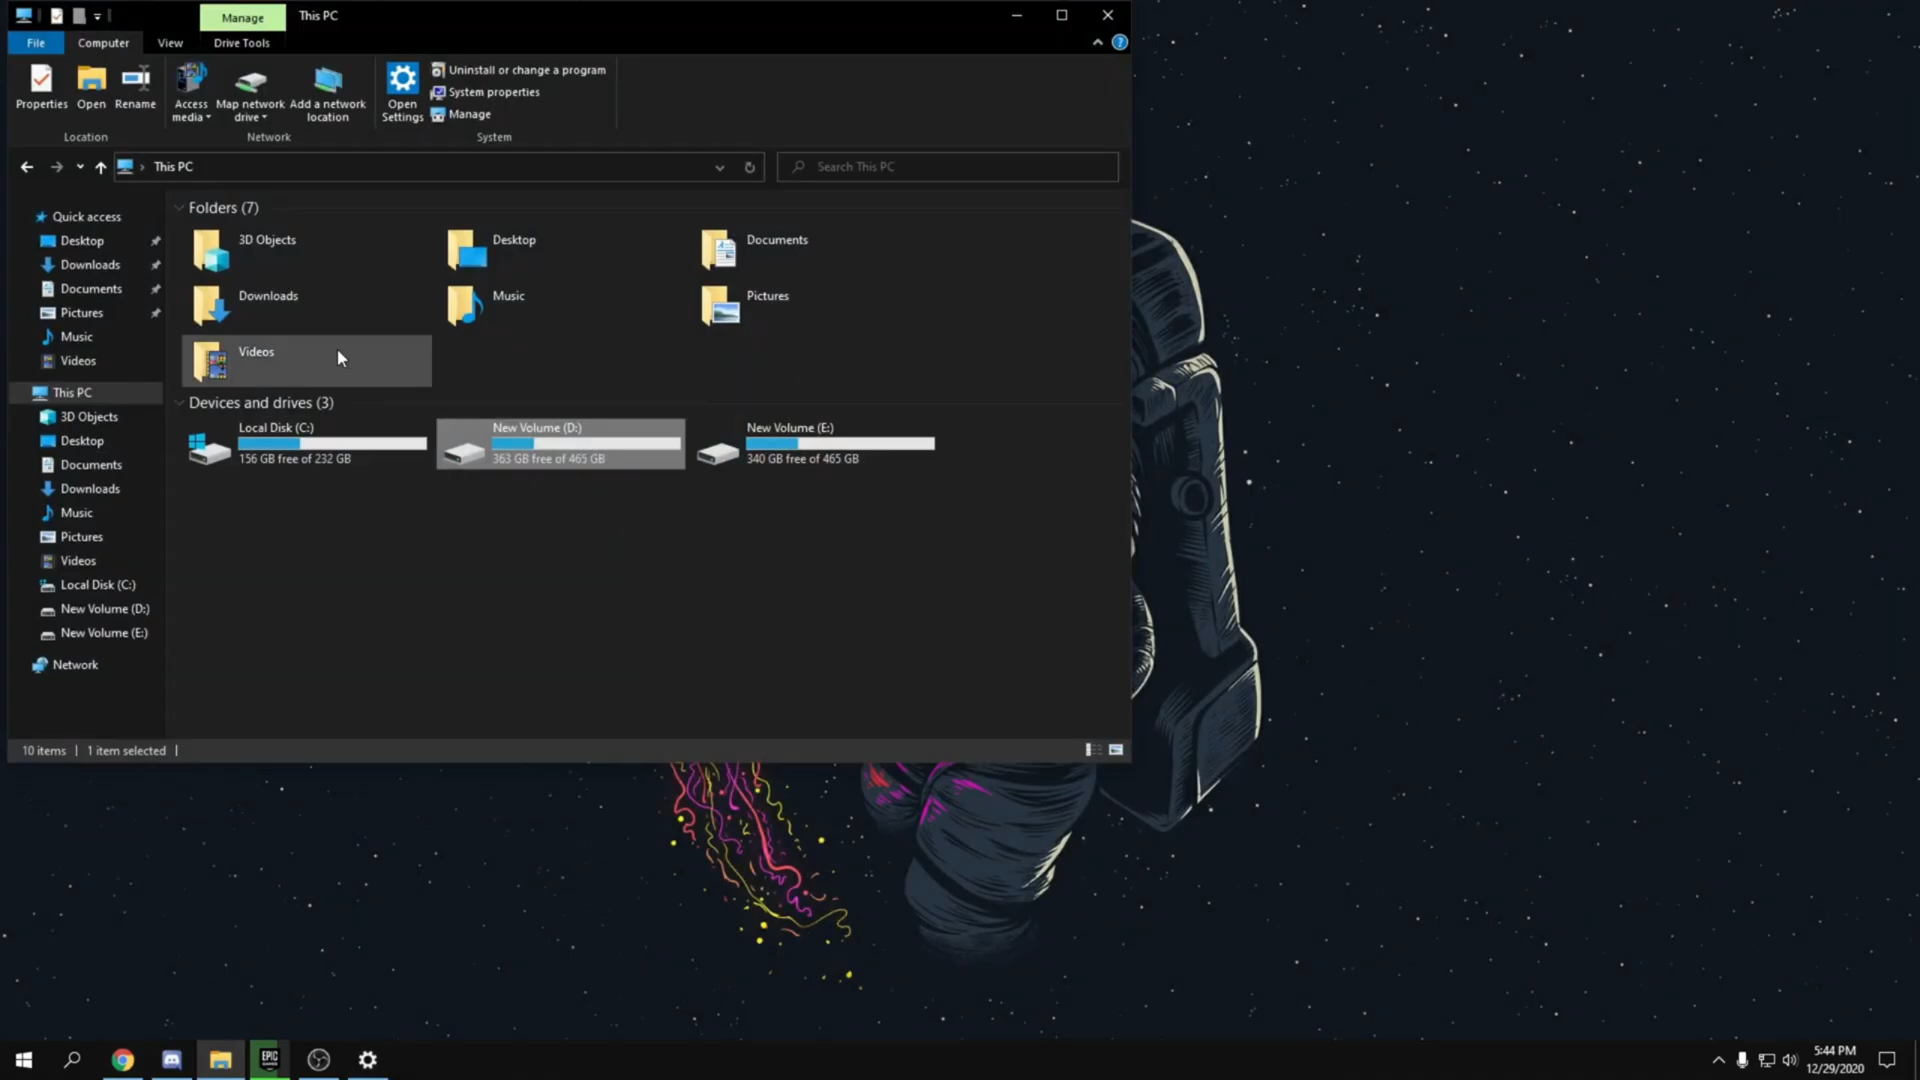 Manage
This PC
File
Computer
View
Drive Tools
Properties
Open
Rename
Access media
Map network drive
Add a network location
Open Settings
Uninstall or change a program
System properties
Manage
Location
Network
System
This PC
Search This PC
Quick access
Desktop
Downloads
Documents
Pictures
Music
Videos
This PC
3D Objects
Desktop
Documents
Downloads
Music
Pictures
Videos
Local Disk (C:)
New Volume (D:)
New Volume (E:)
Network
Folders (7)
3D Objects
Desktop
Documents
Downloads
Music
Pictures
Videos
Devices and drives (3)
Local Disk (C:)
156 GB free of 232 GB
New Volume (D:)
363 GB free of 465 GB
New Volume (E:)
340 GB free of 465 GB
10 items
1 item selected
EPIC
GAMES
5:44 PM
12/29/2020